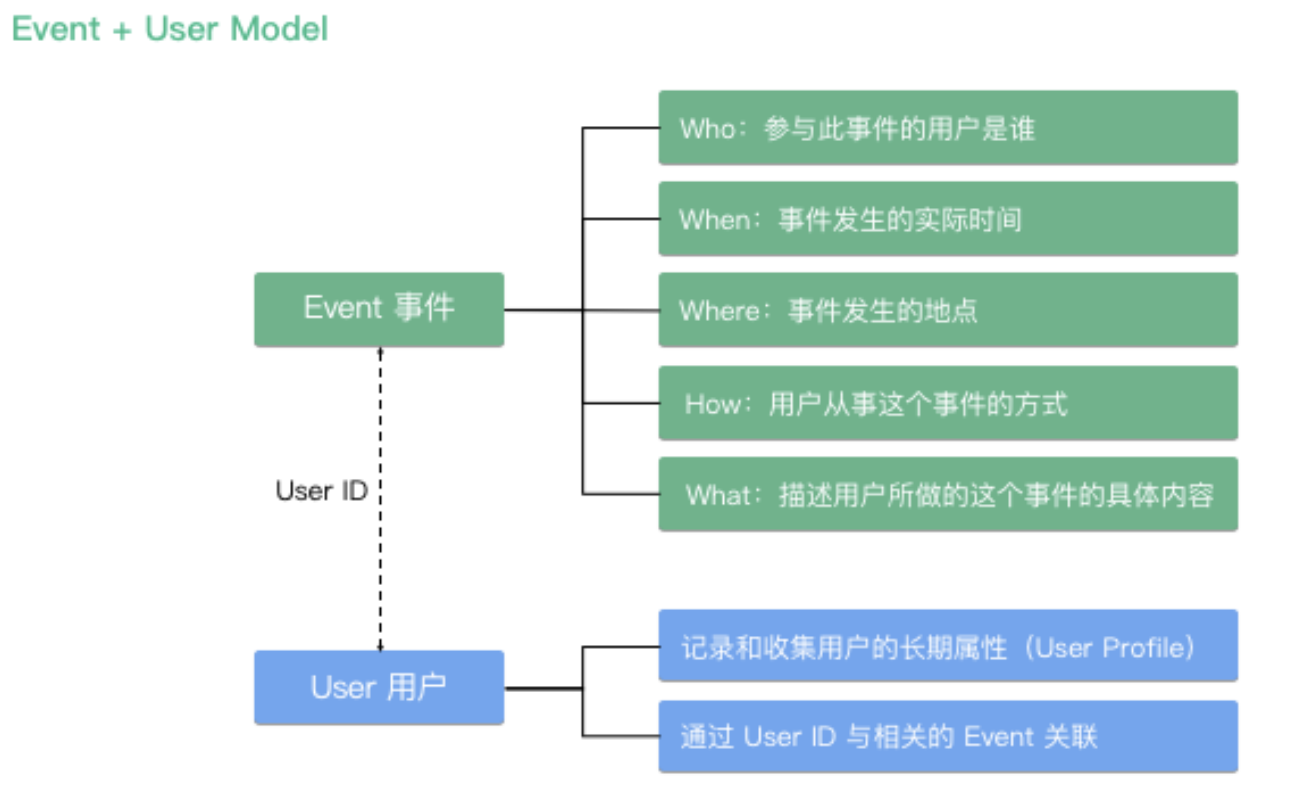 Event + User Model
Who：参与此事件的用户是谁
When：事件发生的实际时间
Event 事件
Where：事件发生的地点
How：用户从事这个事件的方式
User ID
What：描述用户所做的这个事件的具体内容
记录和收集用户的长期属性（User Profile）
User 用户
通过 User ID 与相关的 Event 关联